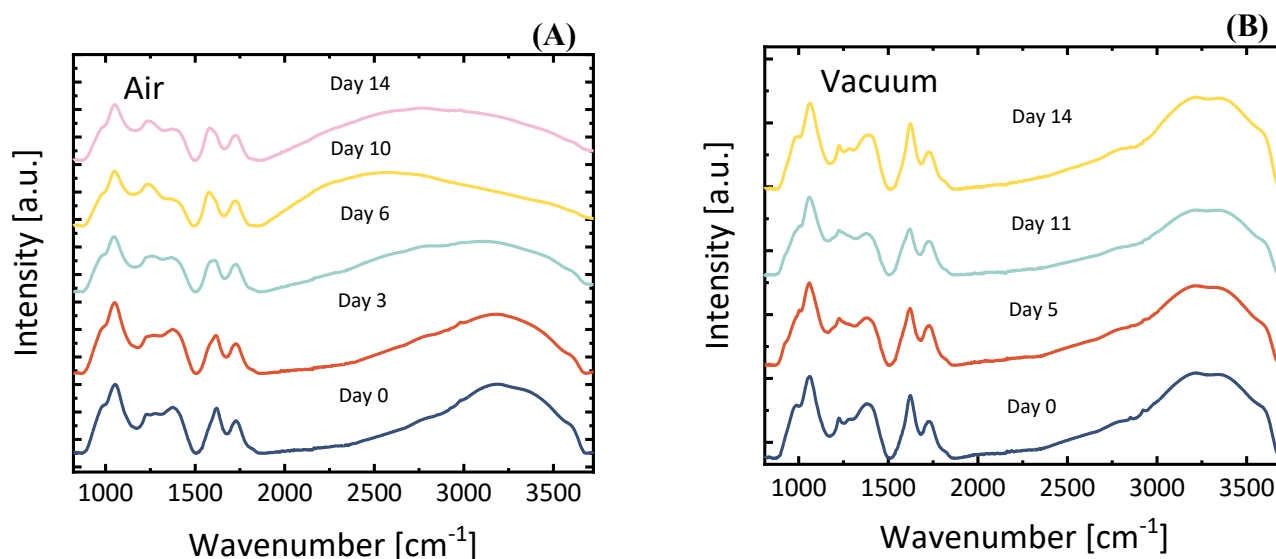 (A)
Air
Day 14
Day 10
Day 6
Day 3
Day 0
Intensity [a.u.]
1000 1500 2000 2500 3000 3500
Wavenumber [cm⁻¹]
(B)
Vacuum
Day 14
Day 11
Day 5
Day 0
Intensity [a.u.]
1000 1500 2000 2500 3000 3500
Wavenumber [cm⁻¹]